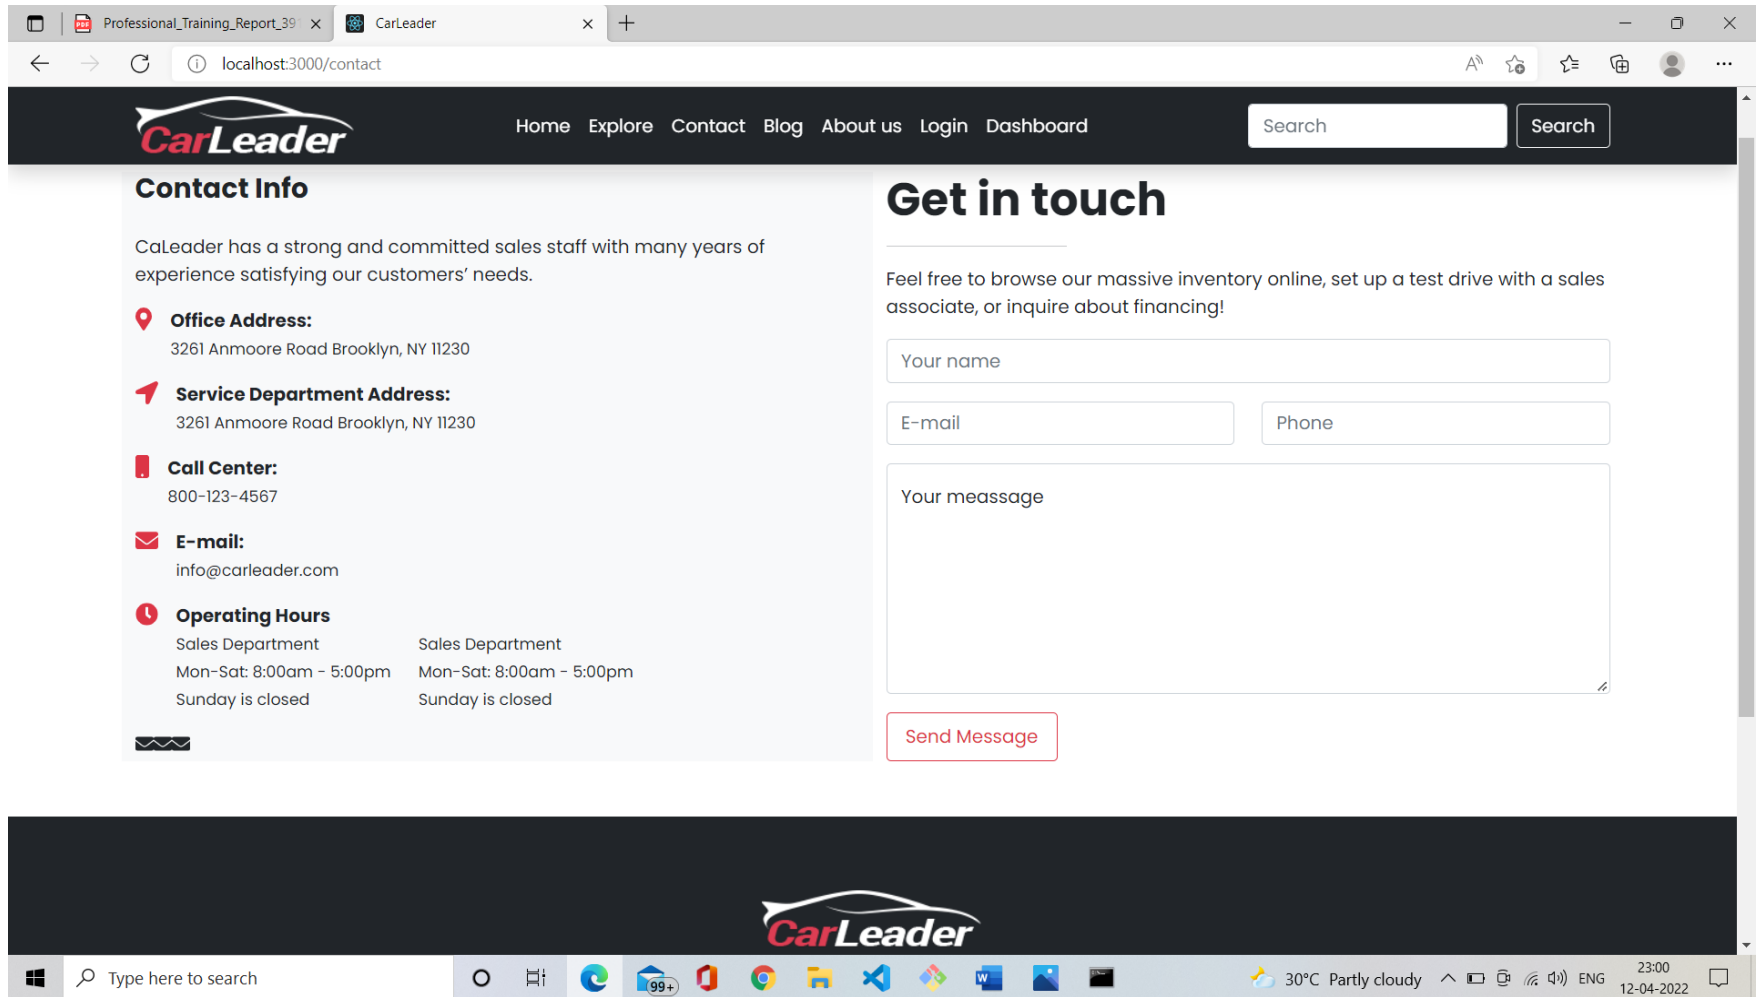 Professional_Training_Report_39
CarLeader
localhost:3000/contact
CarLeader
Home Explore Contact Blog About us Login Dashboard
Search
Search
Contact Info
CaLeader has a strong and committed sales staff with many years of
experience satisfying our customers’ needs.
Office Address:
3261 Anmoore Road Brooklyn, NY 11230
Service Department Address:
3261 Anmoore Road Brooklyn, NY 11230
Call Center:
800-123-4567
E-mail:
info@carleader.com
Operating Hours
Sales Department Sales Department
Mon-Sat: 8:00am - 5:00pm Mon-Sat: 8:00am - 5:00pm
Sunday is closed Sunday is closed
Get in touch
Feel free to browse our massive inventory online, set up a test drive with a sales
associate, or inquire about financing!
Your name
E-mail Phone
Your meassage
Send Message
CarLeader
Type here to search
99+
30°C Partly cloudy
ENG
23:00
12-04-2022